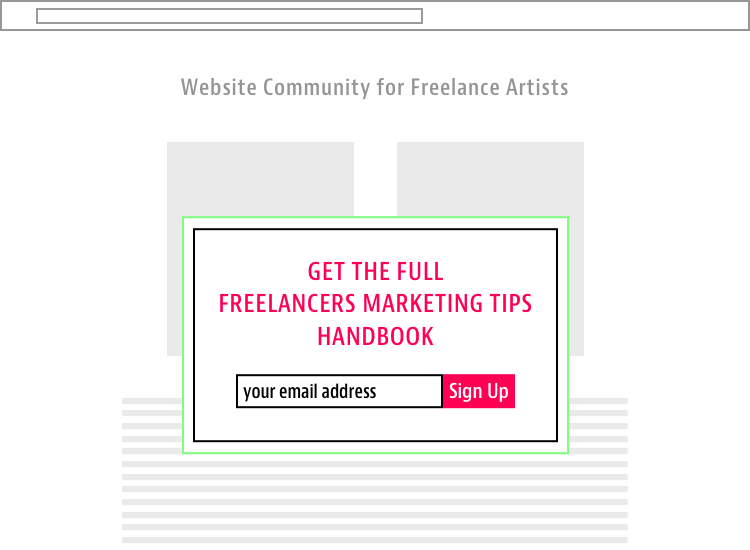 Website Community for Freelance Artists
GET THE FULL
FREELANCERS MARKETING TIPS
HANDBOOK
your email address
Sign Up